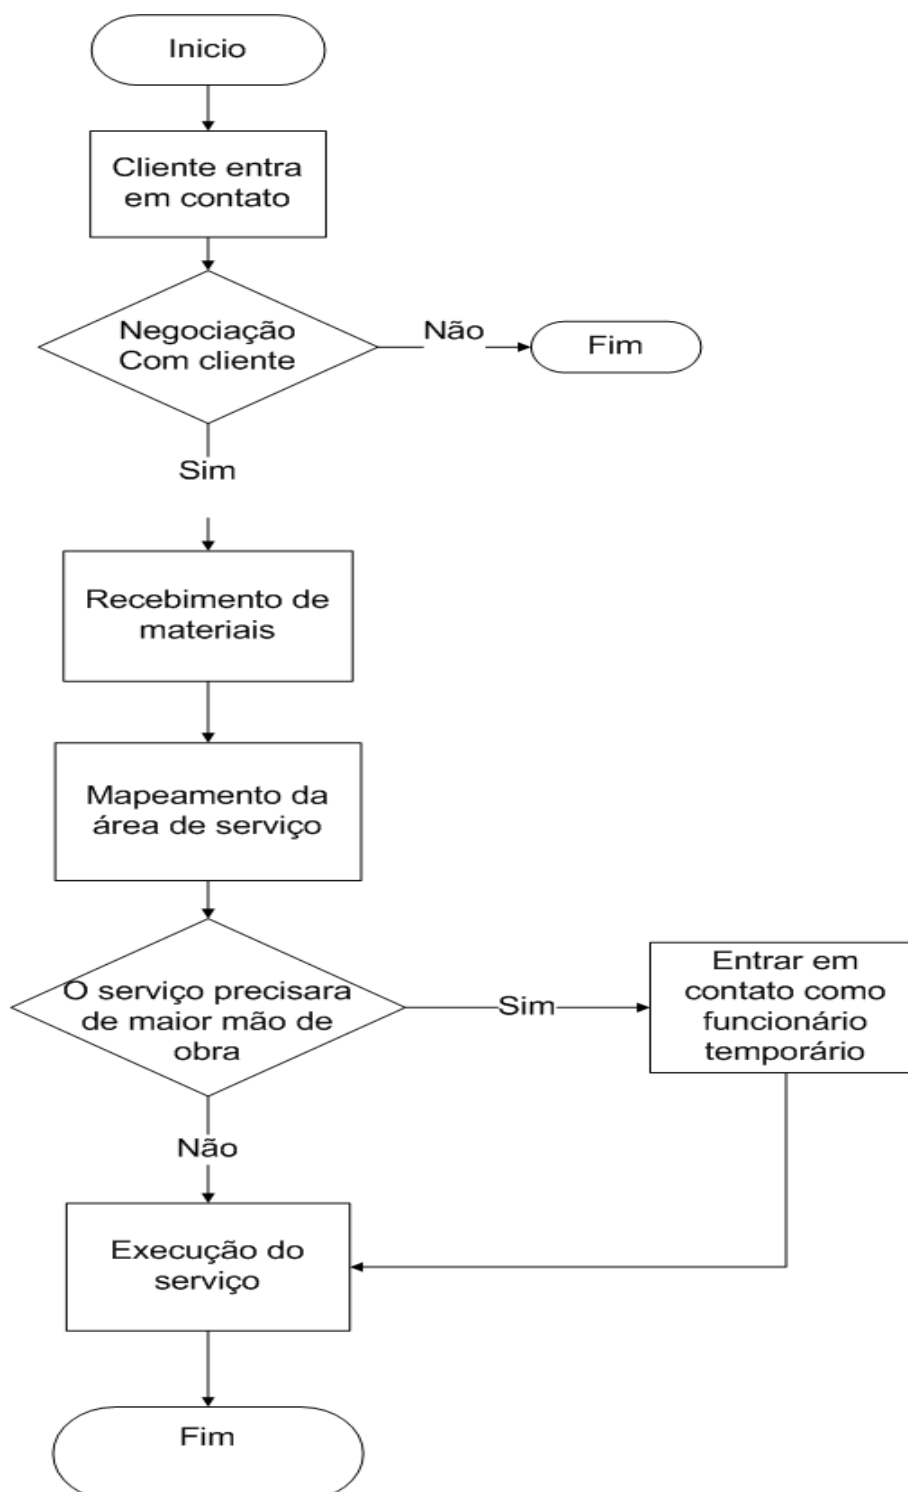 Inicio
Cliente entra
em contato
Negociação
Com cliente
Não
Fim
Sim
Recebimento de
materiais
Mapeamento da
área de serviço
O serviço precisara
de maior mão de
obra
Sim
Entrar em
contato como
funcionário
temporário
Não
Execução do
serviço
Fim